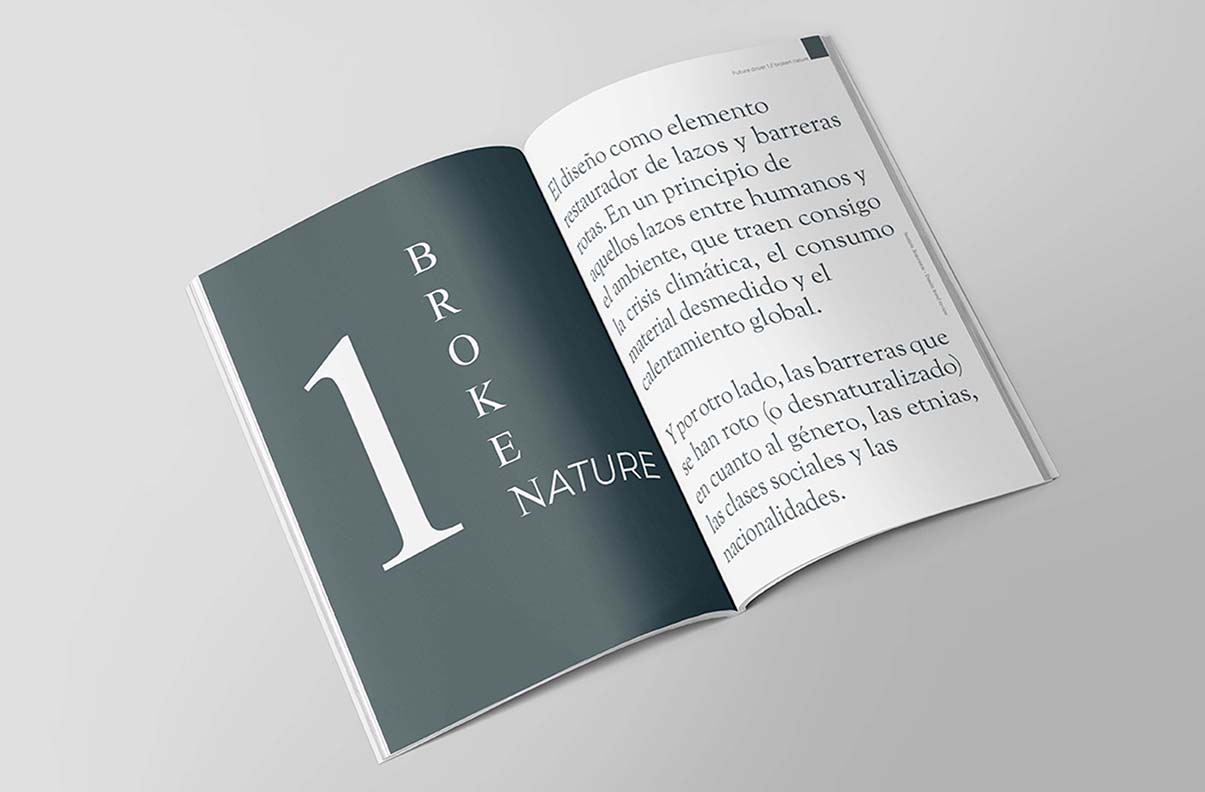 1
BROKE
NATURE
Future driver 1 // broken nature
El diseño como elemento
restaurador de lazos y barreras
rotas. En un principio de
aquellos lazos entre humanos y
el ambiente, que traen consigo
la crisis climática, el consumo
material desmedido y el
calentamiento global.
Y por otro lado, las barreras que
se han roto (o desnaturalizado)
en cuanto al género, las etnias,
las clases sociales y las
nacionalidades.